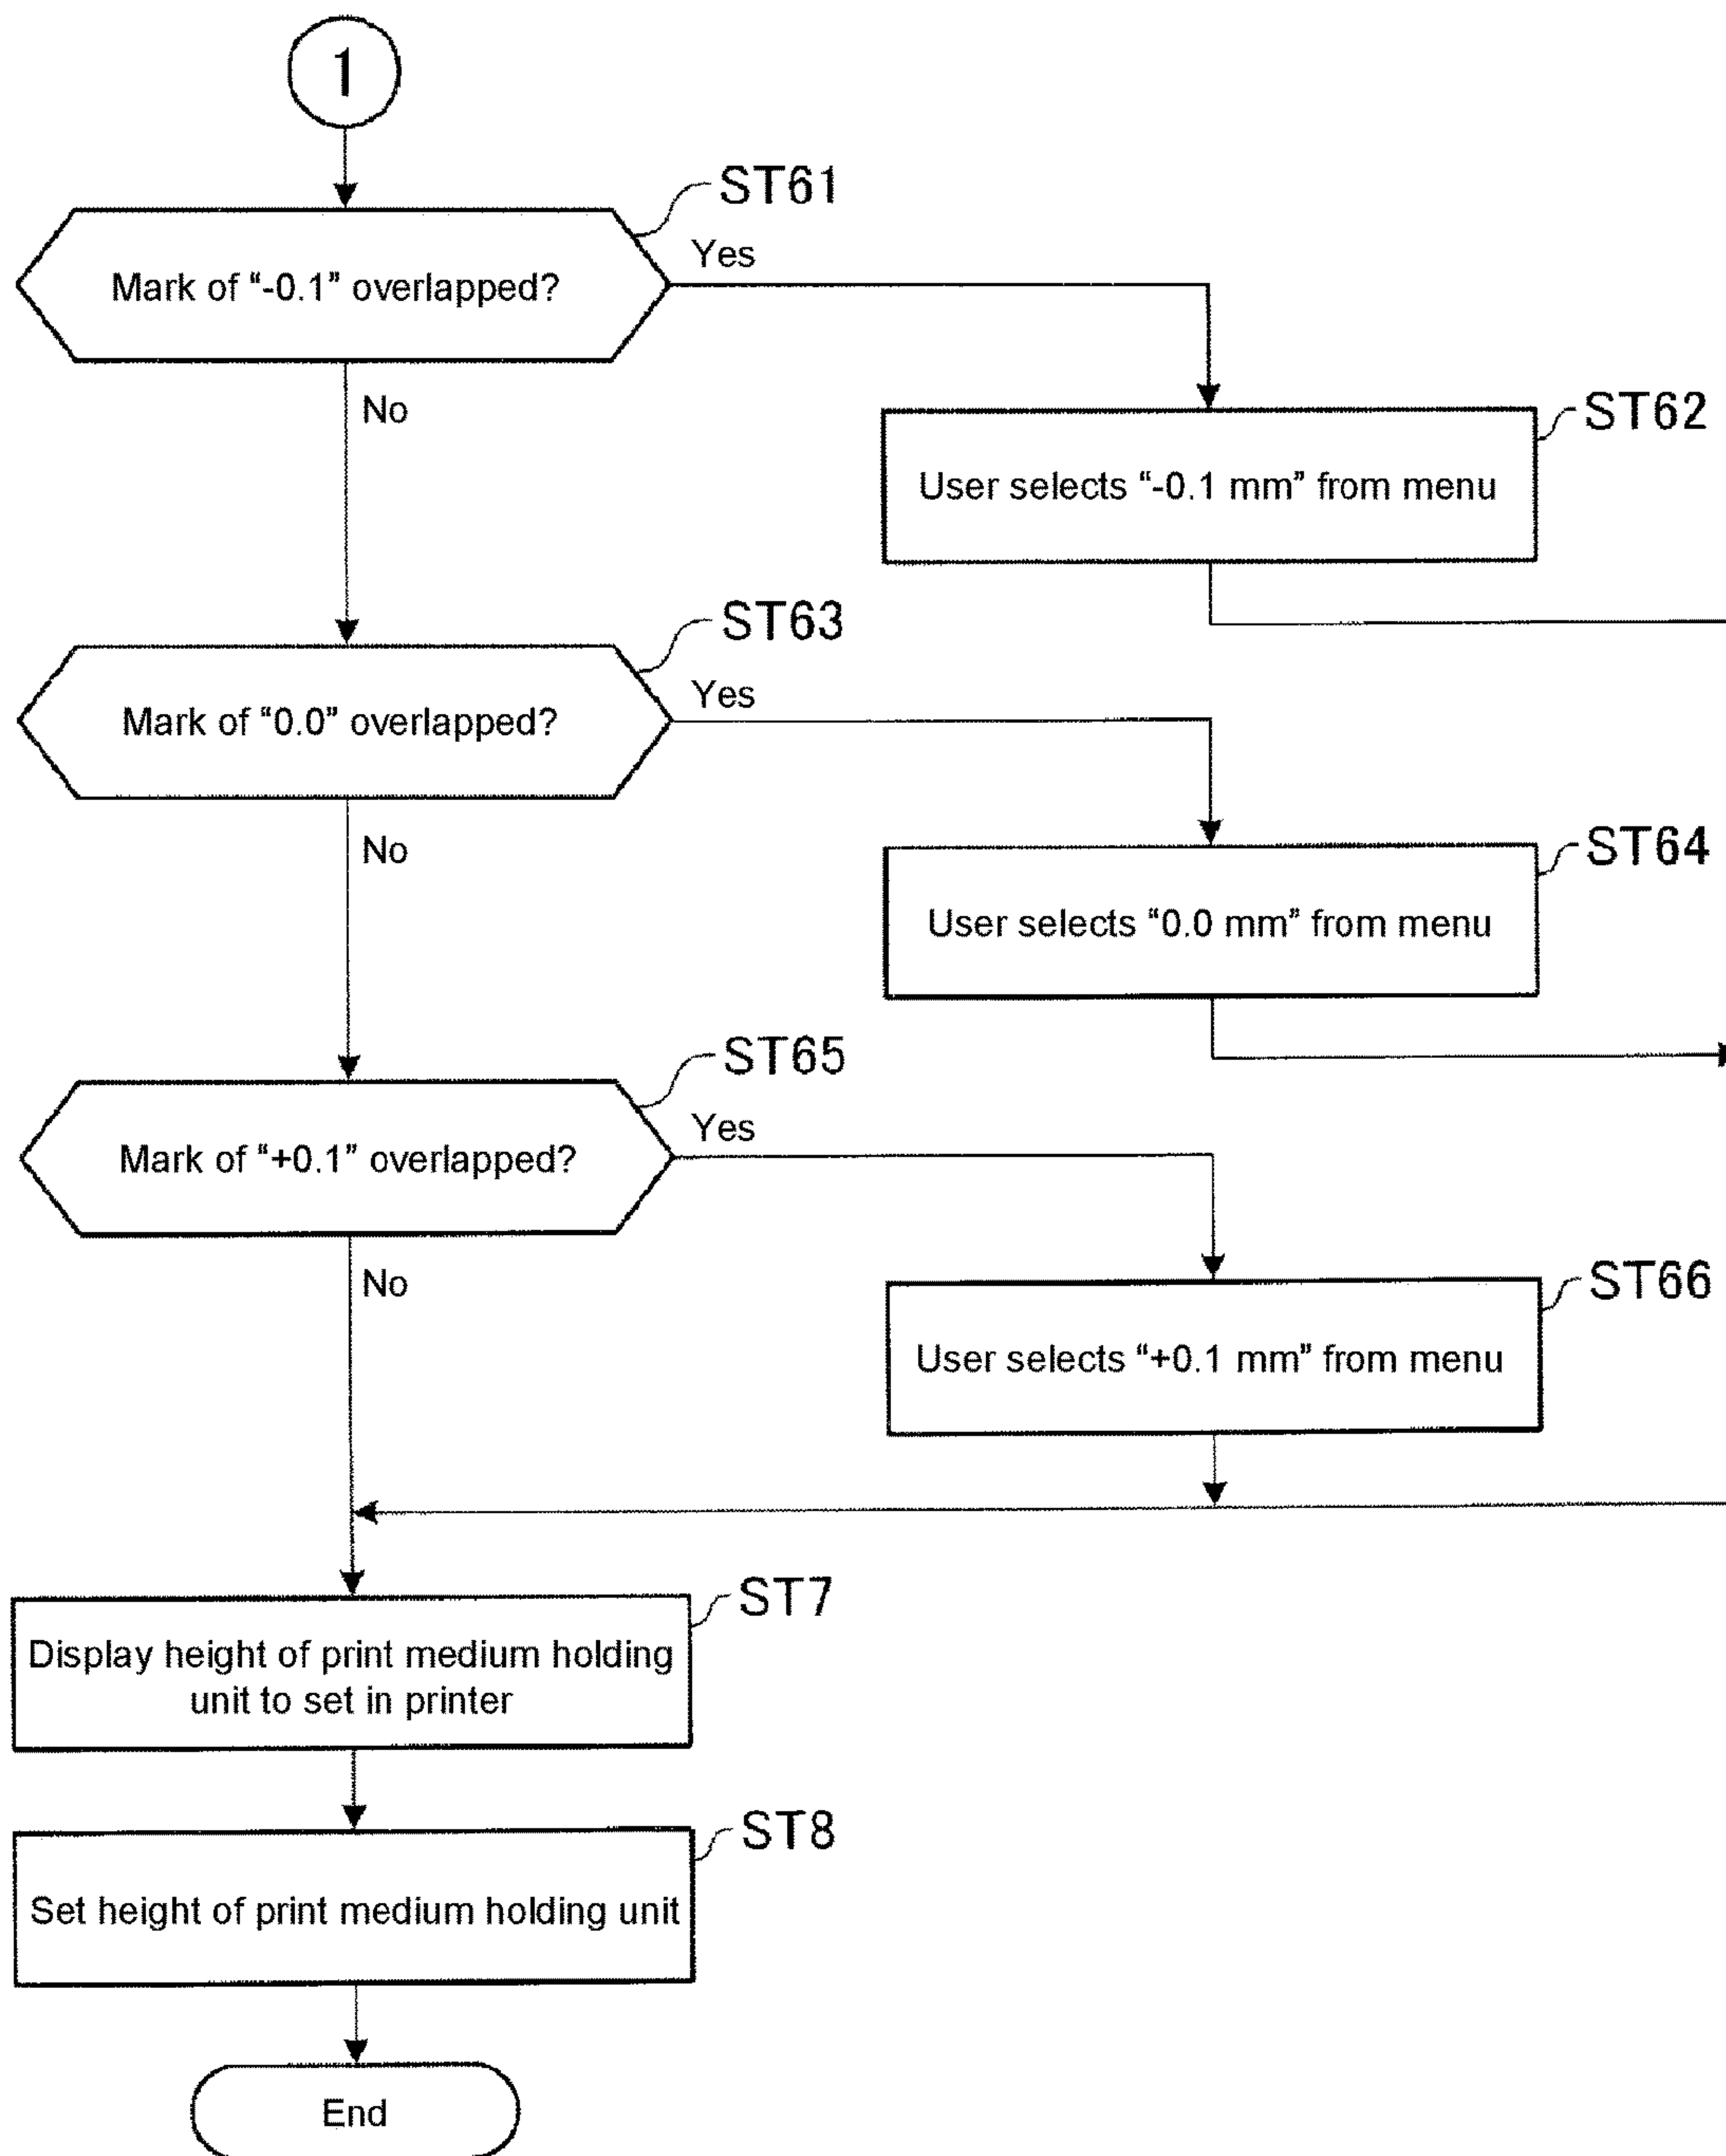 1
ST61
Mark of “-0.1” overlapped?
Yes
No
ST62
User selects “-0.1 mm” from menu
ST63
Mark of “0.0” overlapped?
Yes
No
ST64
User selects “0.0 mm” from menu
ST65
Mark of “+0.1” overlapped?
Yes
No
ST66
User selects “+0.1 mm” from menu
ST7
Display height of print medium holding
unit to set in printer
ST8
Set height of print medium holding unit
End